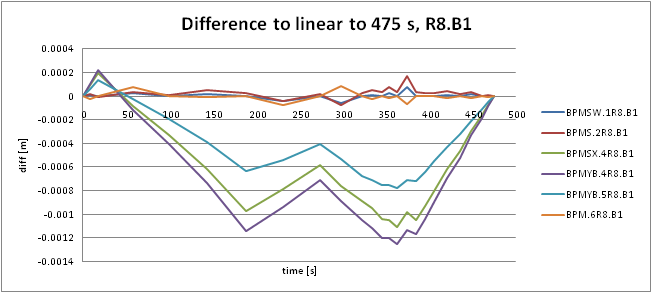 Difference to linear to 475 s, R8.B1
0.0004
0.0002
0
-0.0002
-0.0004
-0.0006
-0.0008
-0.001
-0.0012
-0.0014
diff [m]
0 50 100 150 200 250 300 350 400 450 500
time [s]
BPMSW.1R8.B1
BPMS.2R8.B1
BPMSX.4R8.B1
BPMYB.4R8.B1
BPMYB.5R8.B1
BPM.6R8.B1